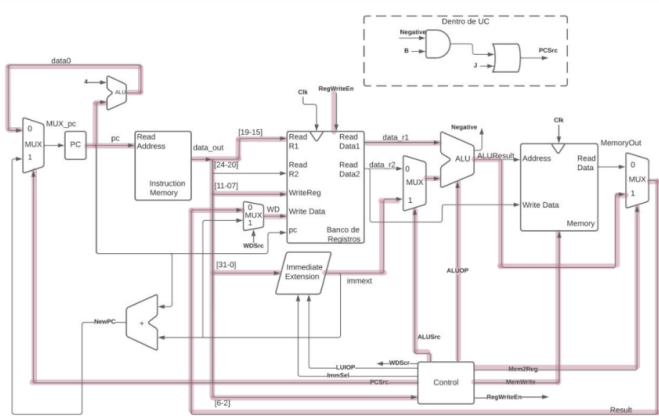 Dentro de UC
Negative
B
J
PCSrc
data0
4
ALU
MUX_pc
0
1
PC
pc
Read
Address
Instruction
Memory
data_out
[19-15]
[24-20]
[11-07]
[31-0]
[6-2]
Clk
RegWriteEn
Read
R1
Read
R2
WriteReg
Write Data
pc
Read
Data1
Read
Data2
Banco de
Registros
0
MUX
1
WD
WDSrc
data_r1
data_r2
0
MUX
1
ALU
Negative
ALUResult
Clk
Address
Read
Data
Write Data
Memory
MemoryOut
0
MUX
1
Immediate
Extension
immext
ALUOP
ALUSrc
NewPC
+
WDScr
LUIOP
ImmSel
PCSrc
Control
Mem2Reg
MemWrite
RegWriteEn
Result